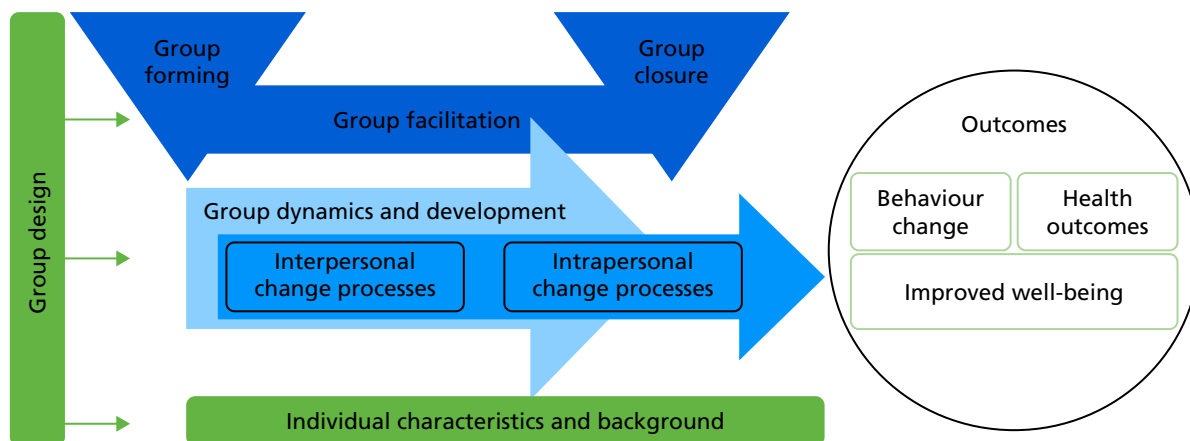 Group design
Group
forming
Group
closure
Group facilitation
Group dynamics and development
Interpersonal
change processes
Intrapersonal
change processes
Individual characteristics and background
Outcomes
Behaviour
change
Health
outcomes
Improved well-being